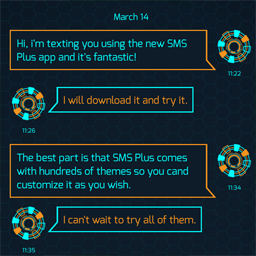 March 14
Hi, i'm texting you using the new SMS
Plus app and it's fantastic!
11:22
I will download it and try it.
11:26
The best part is that SMS Plus comes
with hundreds of themes so you cand
customize it as you wish.
11:34
I can't wait to try all of them.
11:35